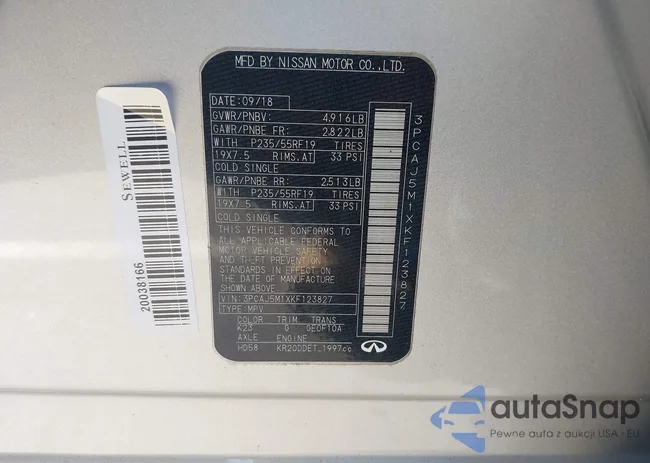 MFD BY NISSAN MOTOR CO.,LTD.
DATE: 09/18
GVWR/PNBV: 4,916LB
GAWR/PNBE FR: 2,822LB
WITH P235/55RF19 TIRES
19X7.5 RIMS.AT 33 PSI
COLD SINGLE
GAWR/PNBE RR: 2,513LB
WITH P235/55RF19 TIRES
19X7.5 RIMS.AT 33 PSI
COLD SINGLE
THIS VEHICLE CONFORMS TO
ALL APPLICABLE FEDERAL
MOTOR VEHICLE SAFETY
AND THEFT PREVENTION
STANDARDS IN EFFECT ON
THE DATE OF MANUFACTURE
SHOWN ABOVE
VIN: 3PCAJ5M1XKF123827
TYPE: MPV
COLOR TRIM TRANS
K23 G 0E0F10A
AXLE ENGINE
HD58 KR20DDET 1997cc
3PCAJ5M1XKF123827
SEWELL
20038166
autaSnap
Pewne auta z aukcji USA - EU